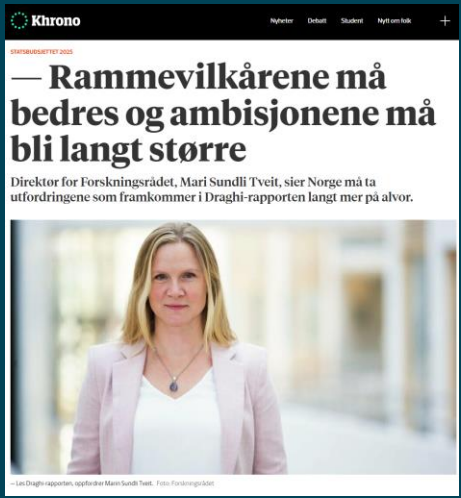 Khrono
Nyheter Debatt Student Nytt om folk
STATSBUDSJETTET 2025
— Rammevilkårene må
bedres og ambisjonene må
bli langt større
Direktør for Forskningsrådet, Mari Sundli Tveit, sier Norge må ta
utfordringene som framkommer i Draghi-rapporten langt mer på alvor.
— Les Draghi-rapporten, oppfordrer Mari Sundli Tveit. Foto: Forskningsrådet